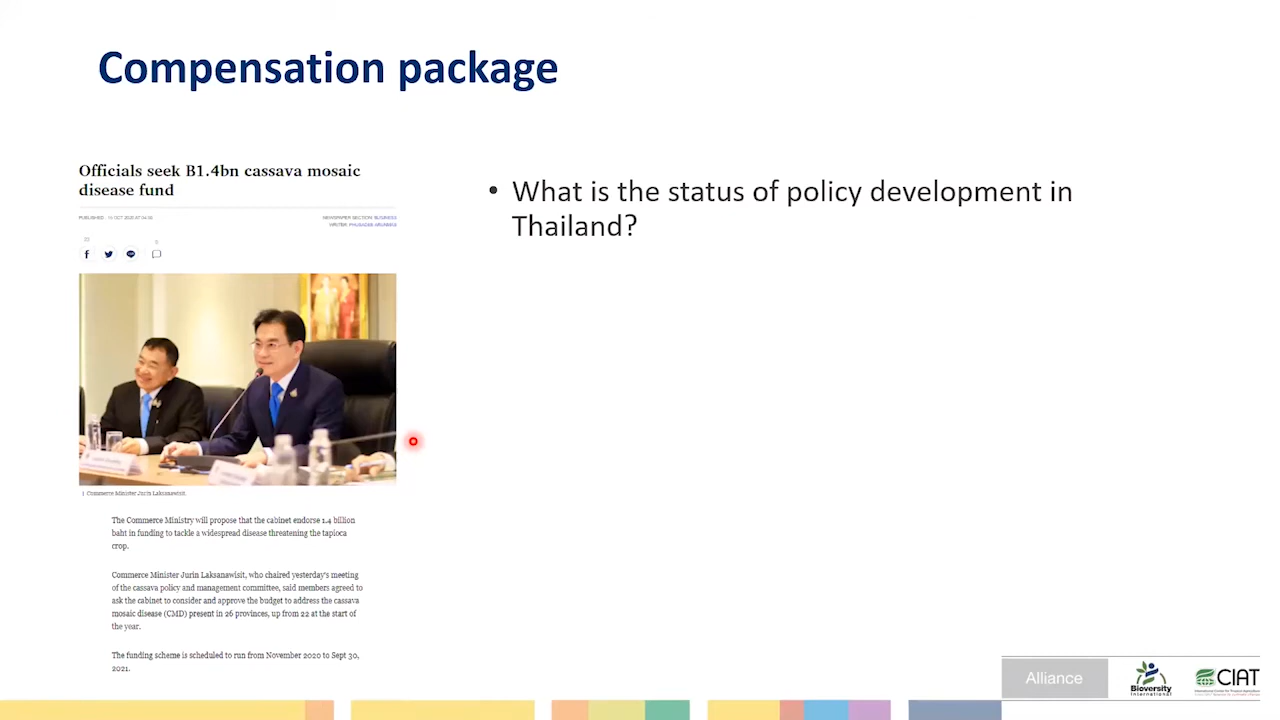 Compensation package
Officials seek B1.4bn cassava mosaic
disease fund
NEWSPAPER SECTION: BUSINESS
• What is the status of policy development in
Thailand?
Commerce Minister Jurin Laksanawisit.
The Commerce Ministry will propose that the cabinet endorse 1.4 billion
baht in funding to tackle a widespread disease threatening the tapioca
crop.
Commerce Minister Jurin Laksanawisit, who chaired yesterday's meeting
of the cassava policy and management committee, said members agreed to
ask the cabinet to consider and approve the budget to address the cassava
mosaic disease (CMD) present in 26 provinces, up from 22 at the start of
the year.
The funding scheme is scheduled to run from November 2020 to Sept 30,
2021.
Alliance
Bioversity
International
CIAT